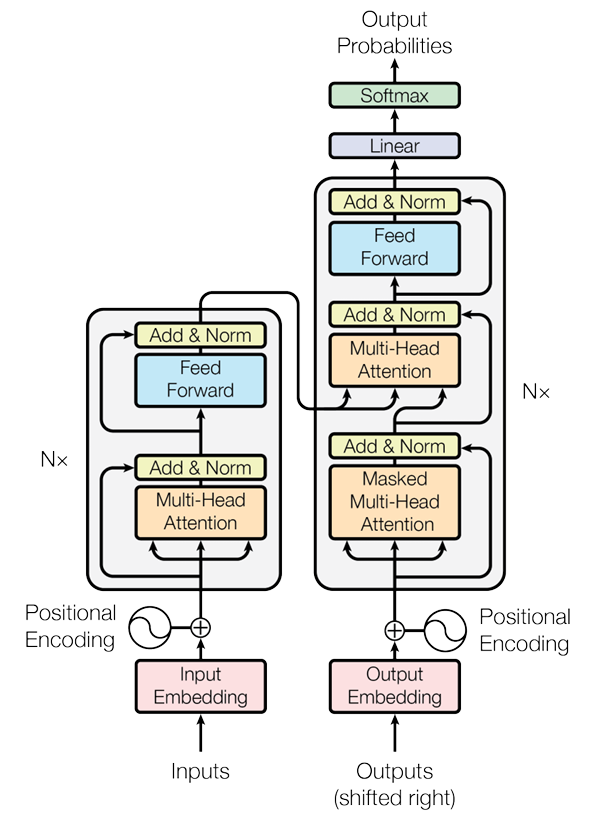 Output
Probabilities
Softmax
Linear
Add & Norm
Feed
Forward
Add & Norm
Multi-Head
Attention
Nx
Add & Norm
Masked
Multi-Head
Attention
Add & Norm
Feed
Forward
Nx
Add & Norm
Multi-Head
Attention
Positional
Encoding
Positional
Encoding
Input
Embedding
Output
Embedding
Inputs
Outputs
(shifted right)